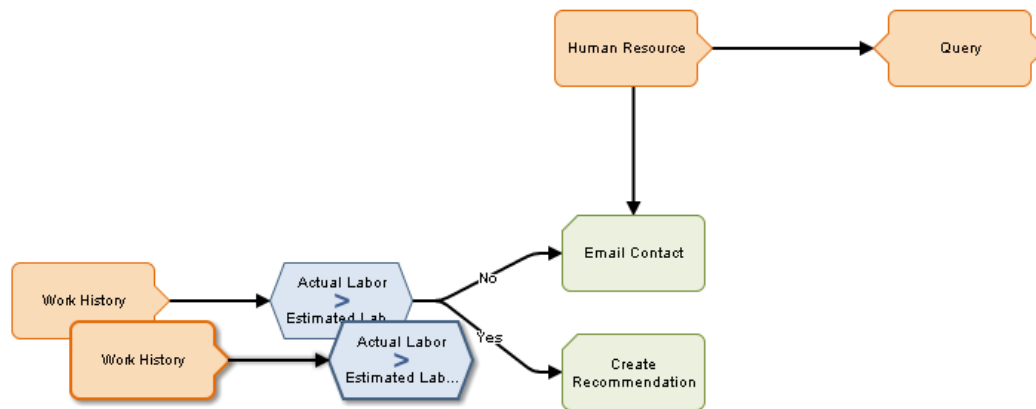 Human Resource
Query
Email Contact
No
Work History
Actual Labor
>
Estimated Lab...
Yes
Work History
Actual Labor
>
Estimated Lab...
Create
Recommendation